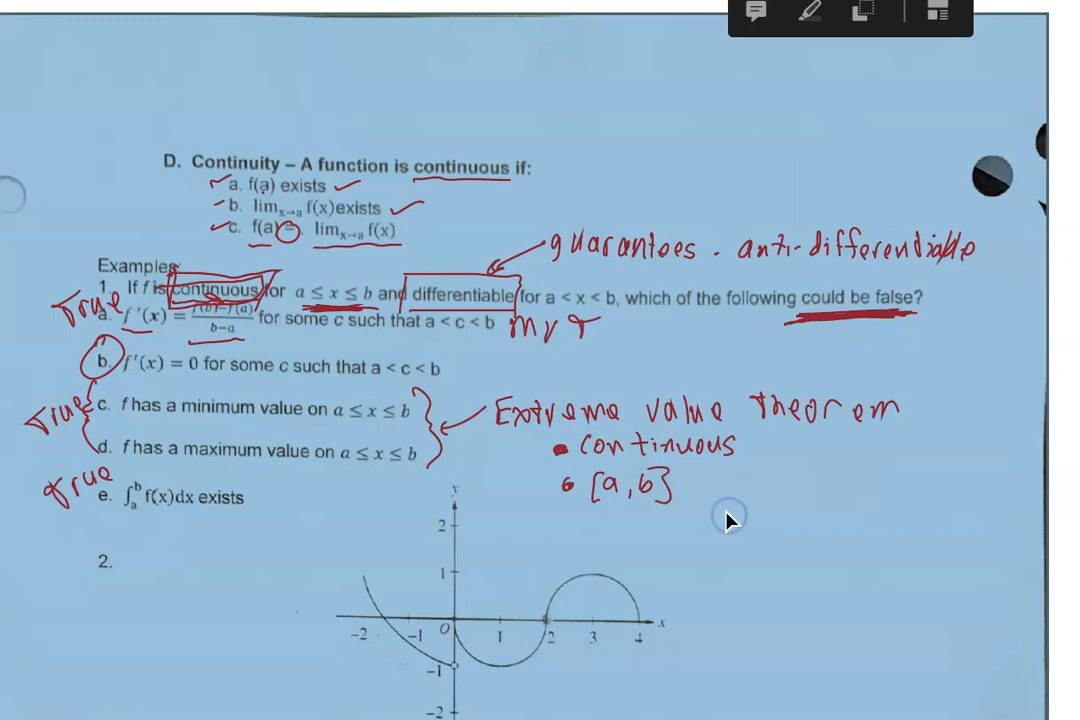 D. Continuity – A function is continuous if:
a. f(a) exists
b. lim x→a f(x)exists
c. f(a) = lim x→a f(x)
guarantees . anti-differendiable
Examples:
1. If f is continuous for a ≤ x ≤ b and differentiable for a < x < b, which of the following could be false?
True
a. f '(x) = f(b)−f(a) / b−a for some c such that a < c < b
mvT
b. f'(x) = 0 for some c such that a < c < b
True
c. f has a minimum value on a ≤ x ≤ b
Extreme value Theorem
d. f has a maximum value on a ≤ x ≤ b
• continuous
True
e. ∫ₐᵇ f(x)dx exists
• [a,b]
2.
y
2
1
-2 -1 O 1 2 3 4 x
-1
-2